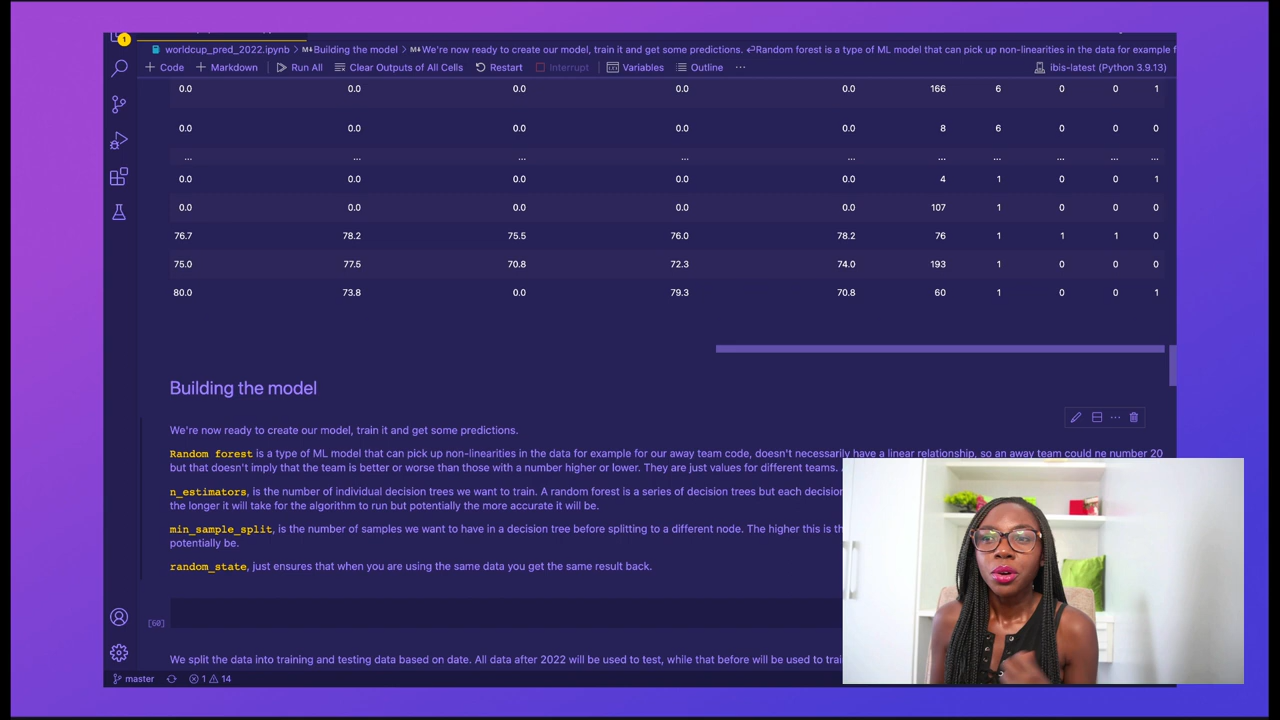 1
worldcup_pred_2022.ipynb > M↓Building the model > M↓We're now ready to create our model, train it and get some predictions. ↩Random forest is a type of ML model that can pick up non-linearities in the data for example f
+ Code + Markdown Run All Clear Outputs of All Cells Restart Interrupt Variables Outline ··· ibis-latest (Python 3.9.13)
0.0 0.0 0.0 0.0 0.0 166 6 0 0 1
0.0 0.0 0.0 0.0 0.0 8 6 0 0 0
... ... ... ... ... ... ... ... ... ...
0.0 0.0 0.0 0.0 0.0 4 1 0 0 1
0.0 0.0 0.0 0.0 0.0 107 1 0 0 0
76.7 78.2 75.5 76.0 78.2 76 1 1 1 0
75.0 77.5 70.8 72.3 74.0 193 1 0 0 0
80.0 73.8 0.0 79.3 70.8 60 1 0 0 1
Building the model
We're now ready to create our model, train it and get some predictions.
Random forest is a type of ML model that can pick up non-linearities in the data for example for our away team code, doesn't necessarily have a linear relationship, so an away team could ne number 20
but that doesn't imply that the team is better or worse than those with a number higher or lower. They are just values for different teams.
n_estimators, is the number of individual decision trees we want to train. A random forest is a series of decision trees but each decision
the longer it will take for the algorithm to run but potentially the more accurate it will be.
min_sample_split, is the number of samples we want to have in a decision tree before splitting to a different node. The higher this is the
potentially be.
random_state, just ensures that when you are using the same data you get the same result back.
[60]
We split the data into training and testing data based on date. All data after 2022 will be used to test, while that before will be used to trai
master 1 14